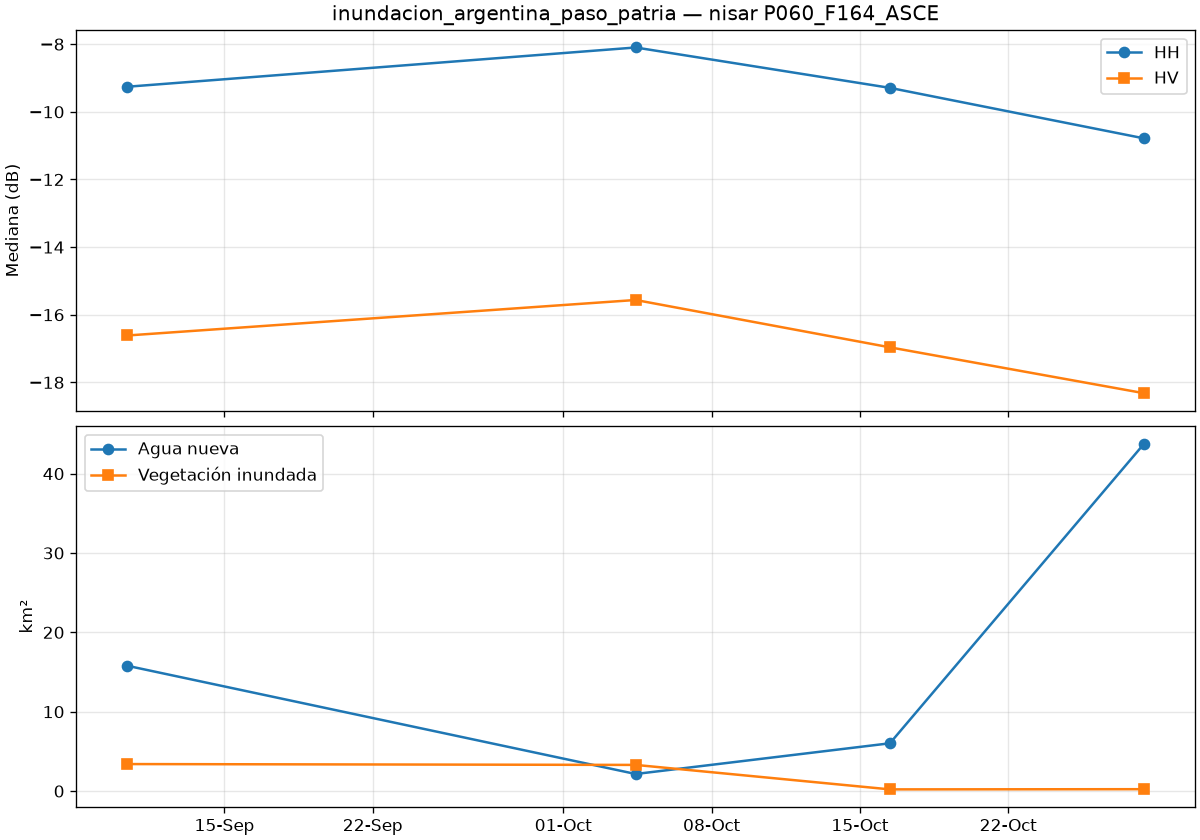 inundacion_argentina_paso_patria — nisar P060_F164_ASCE
−8
−10
−12
−14
−16
−18
Mediana (dB)
HH
HV
40
30
20
10
0
km²
Agua nueva
Vegetación inundada
15-Sep
22-Sep
01-Oct
08-Oct
15-Oct
22-Oct